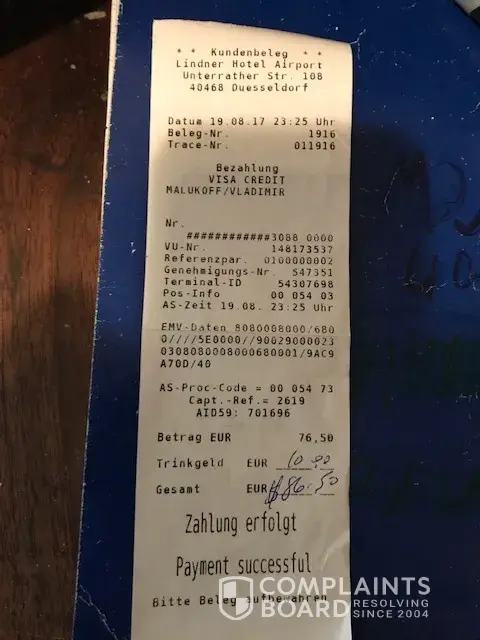 * * Kundenbeleg * *
Lindner Hotel Airport
Unterrather Str. 108
40468 Duesseldorf
Datum 19.08.17 23:25 Uhr
Beleg-Nr. 1916
Trace-Nr. 011916
Bezahlung
VISA CREDIT
MALUKOFF/VLADIMIR
Nr.
############3088 0000
VU-Nr. 148173537
Referenzpar. 0100000002
Genehmigungs-Nr. 547351
Terminal-ID 54307698
Pos-Info 00 054 03
AS-Zeit 19.08. 23:25 Uhr
EMV-Daten 8080008000/680
0////5E0000//90029000023
0308080008000680001/9AC9
A70D/40
AS-Proc-Code = 00 054 73
Capt.-Ref.= 2619
AID59: 701696
Betrag EUR 76,50
Trinkgeld EUR 10.00
Gesamt EUR 86.50
Zahlung erfolgt
Payment successful
Bitte Beleg aufbewahren
COMPLAINTS
BOARD RESOLVING
SINCE 2004